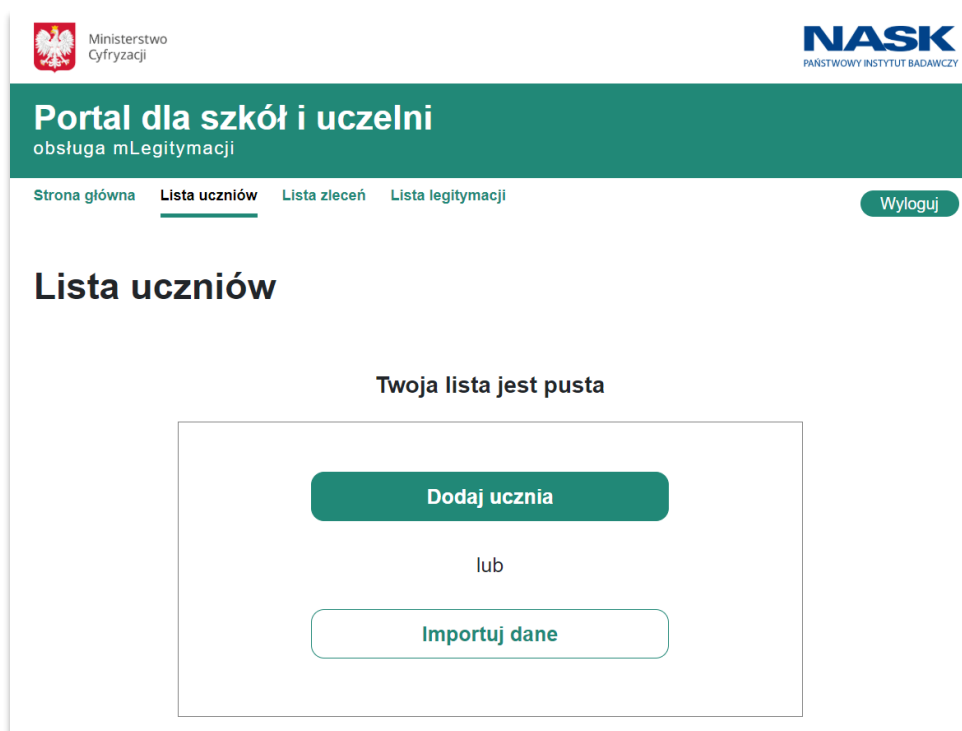 Ministerstwo
Cyfryzacji
NASK
PAŃSTWOWY INSTYTUT BADAWCZY
Portal dla szkół i uczelni
obsługa mLegitymacji
Strona główna Lista uczniów Lista zleceń Lista legitymacji
Wyloguj
Lista uczniów
Twoja lista jest pusta
Dodaj ucznia
lub
Importuj dane